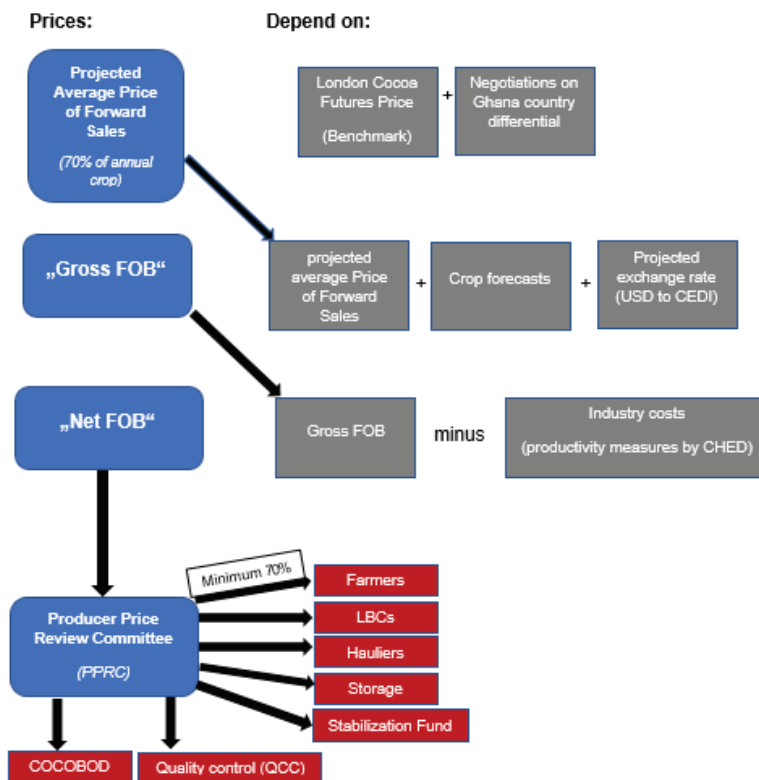 Prices:
Depend on:
Projected
Average Price
of Forward
Sales
(70% of annual
crop)
London Cocoa
Futures Price
(Benchmark)
+
Negotiations on
Ghana country
differential
„Gross FOB“
projected
average Price
of Forward
Sales
+
Crop forecasts
+
Projected
exchange rate
(USD to CEDI)
„Net FOB“
Gross FOB
minus
Industry costs
(productivity measures by CHED)
Producer Price
Review Committee
(PPRC)
Minimum 70%
Farmers
LBCs
Hauliers
Storage
Stabilization Fund
COCOBOD
Quality control (QCC)